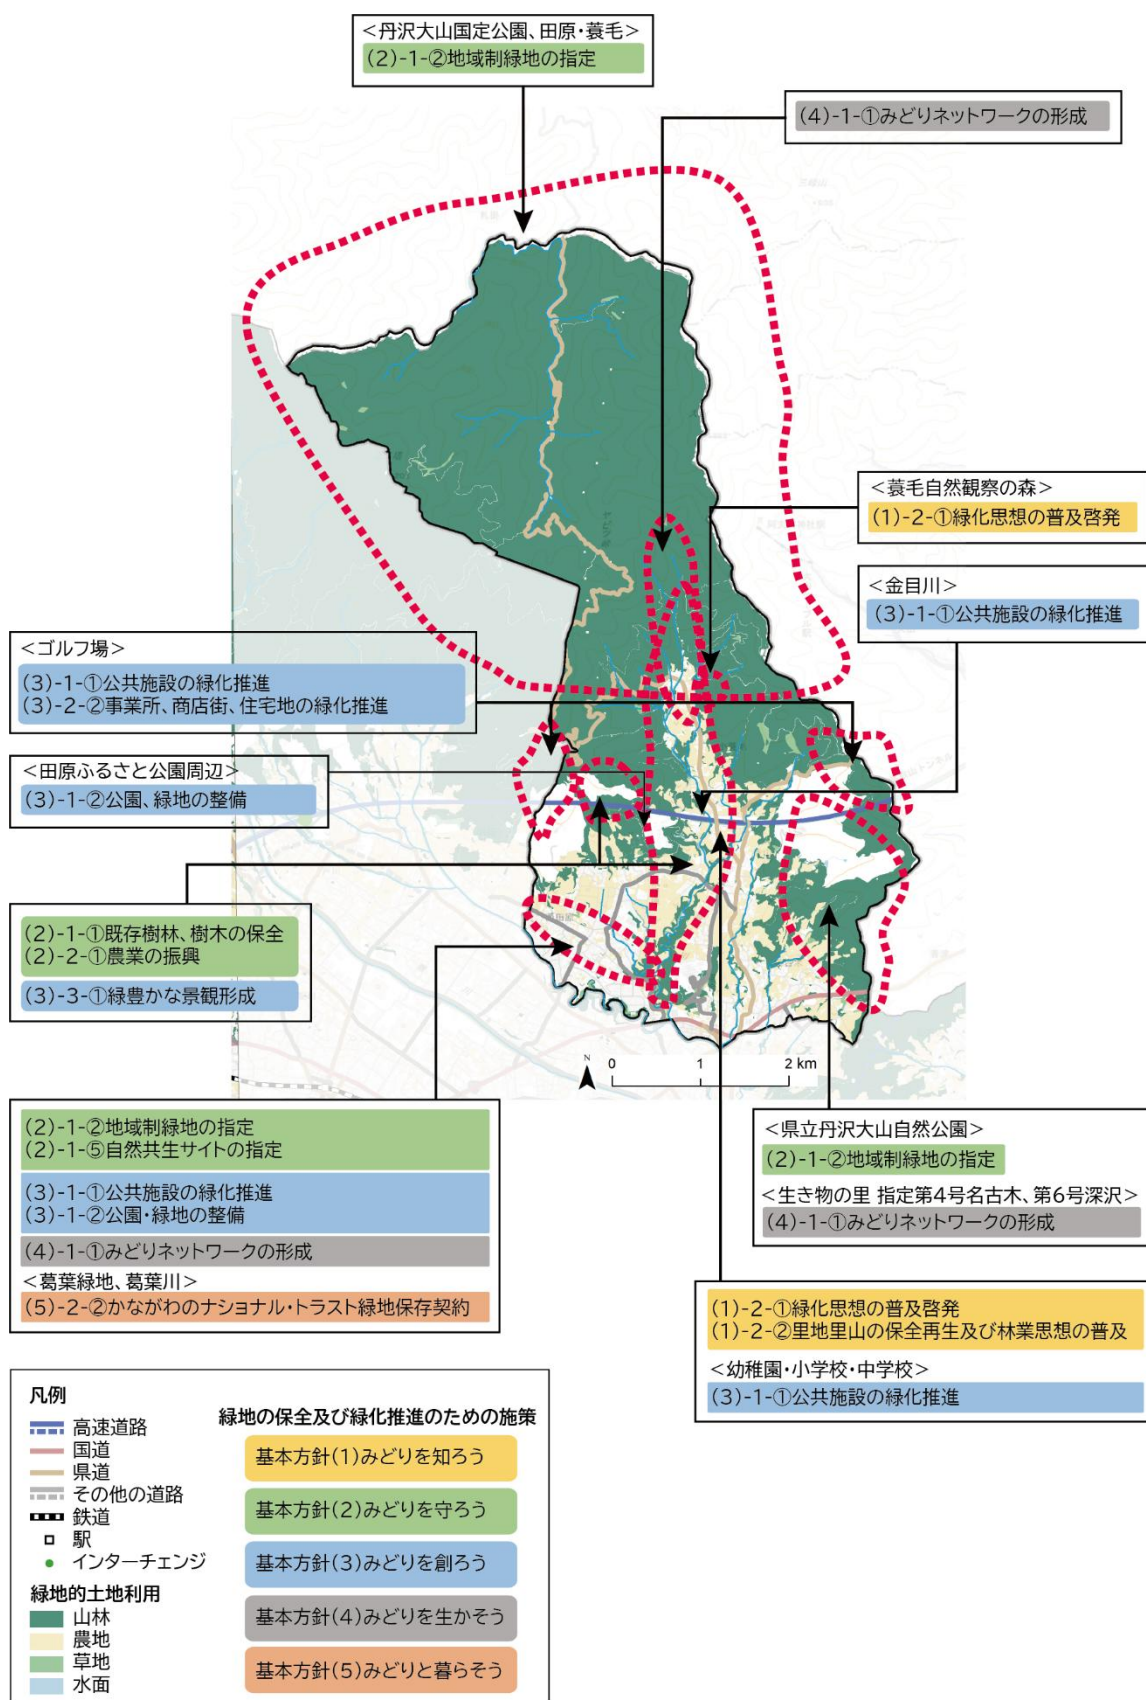 <丹沢大山国定公園、田原・蓑毛>
(2)-1-②地域制緑地の指定
(4)-1-①みどりネットワークの形成
<蓑毛自然観察の森>
(1)-2-①緑化思想の普及啓発
<金目川>
(3)-1-①公共施設の緑化推進
<ゴルフ場>
(3)-1-①公共施設の緑化推進
(3)-2-②事業所、商店街、住宅地の緑化推進
<田原ふるさと公園周辺>
(3)-1-②公園、緑地の整備
(2)-1-①既存樹林、樹木の保全
(2)-2-①農業の振興
(3)-3-①緑豊かな景観形成
N
0 1 2 km
(2)-1-②地域制緑地の指定
(2)-1-⑤自然共生サイトの指定
(3)-1-①公共施設の緑化推進
(3)-1-②公園・緑地の整備
(4)-1-①みどりネットワークの形成
<葛葉緑地、葛葉川>
(5)-2-②かながわのナショナル・トラスト緑地保存契約
<県立丹沢大山自然公園>
(2)-1-②地域制緑地の指定
<生き物の里 指定第4号名古木、第6号深沢>
(4)-1-①みどりネットワークの形成
(1)-2-①緑化思想の普及啓発
(1)-2-②里地里山の保全再生及び林業思想の普及
<幼稚園・小学校・中学校>
(3)-1-①公共施設の緑化推進
凡例
高速道路
国道
県道
その他の道路
鉄道
駅
インターチェンジ
緑地的土地利用
山林
農地
草地
水面
緑地の保全及び緑化推進のための施策
基本方針(1)みどりを知ろう
基本方針(2)みどりを守ろう
基本方針(3)みどりを創ろう
基本方針(4)みどりを生かそう
基本方針(5)みどりと暮らそう